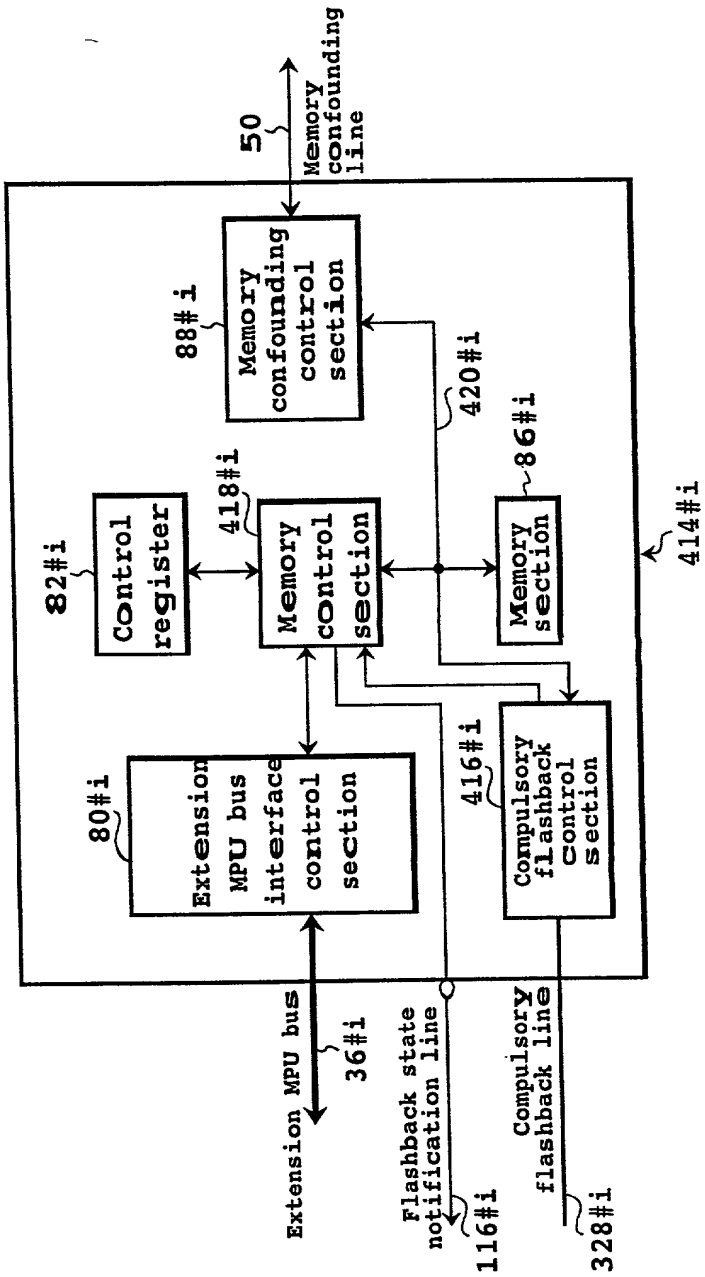 Extension MPU bus
36#i
Flashback state
notification line
116#i
Compulsory
flashback line
328#i
80#i
Extension
MPU bus
interface
control
section
416#i
Compulsory
flashback
control
section
82#i
Control
register
418#i
Memory
control
section
86#i
Memory
section
88#i
Memory
confounding
control
section
420#i
50
Memory
confounding
line
414#i